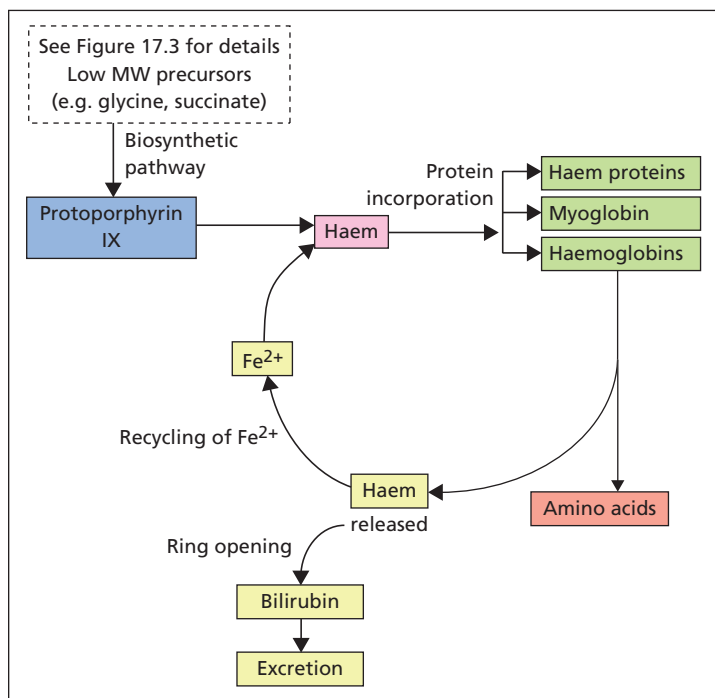 See Figure 17.3 for details
Low MW precursors
(e.g. glycine, succinate)
Biosynthetic
pathway
Protoporphyrin
IX
Haem
Protein
incorporation
Haem proteins
Myoglobin
Haemoglobins
Fe²⁺
Recycling of Fe²⁺
Haem
released
Amino acids
Ring opening
Bilirubin
Excretion